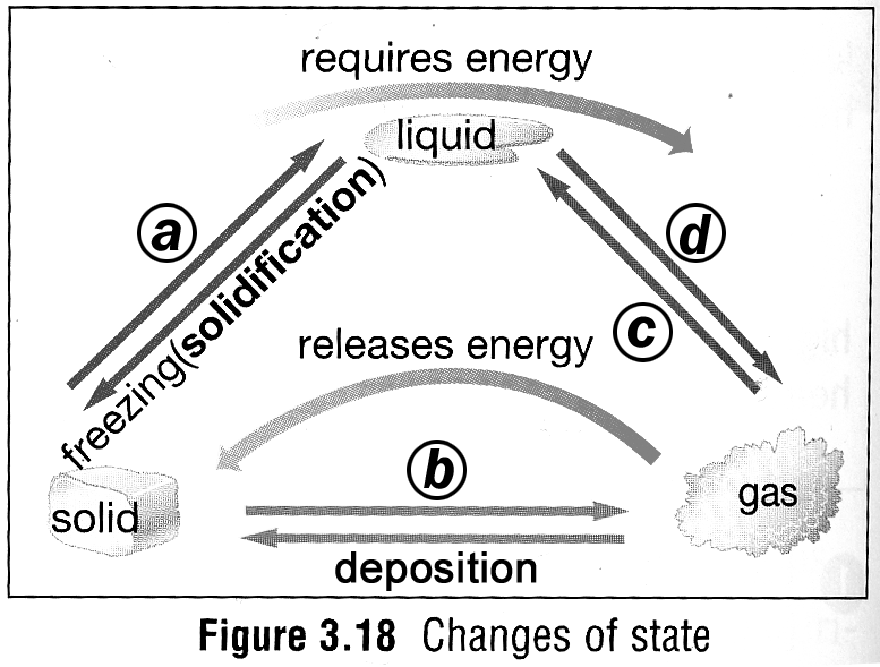 requires energy
liquid
a
freezing(solidification)
d
c
releases energy
b
solid
gas
deposition
Figure 3.18 Changes of state